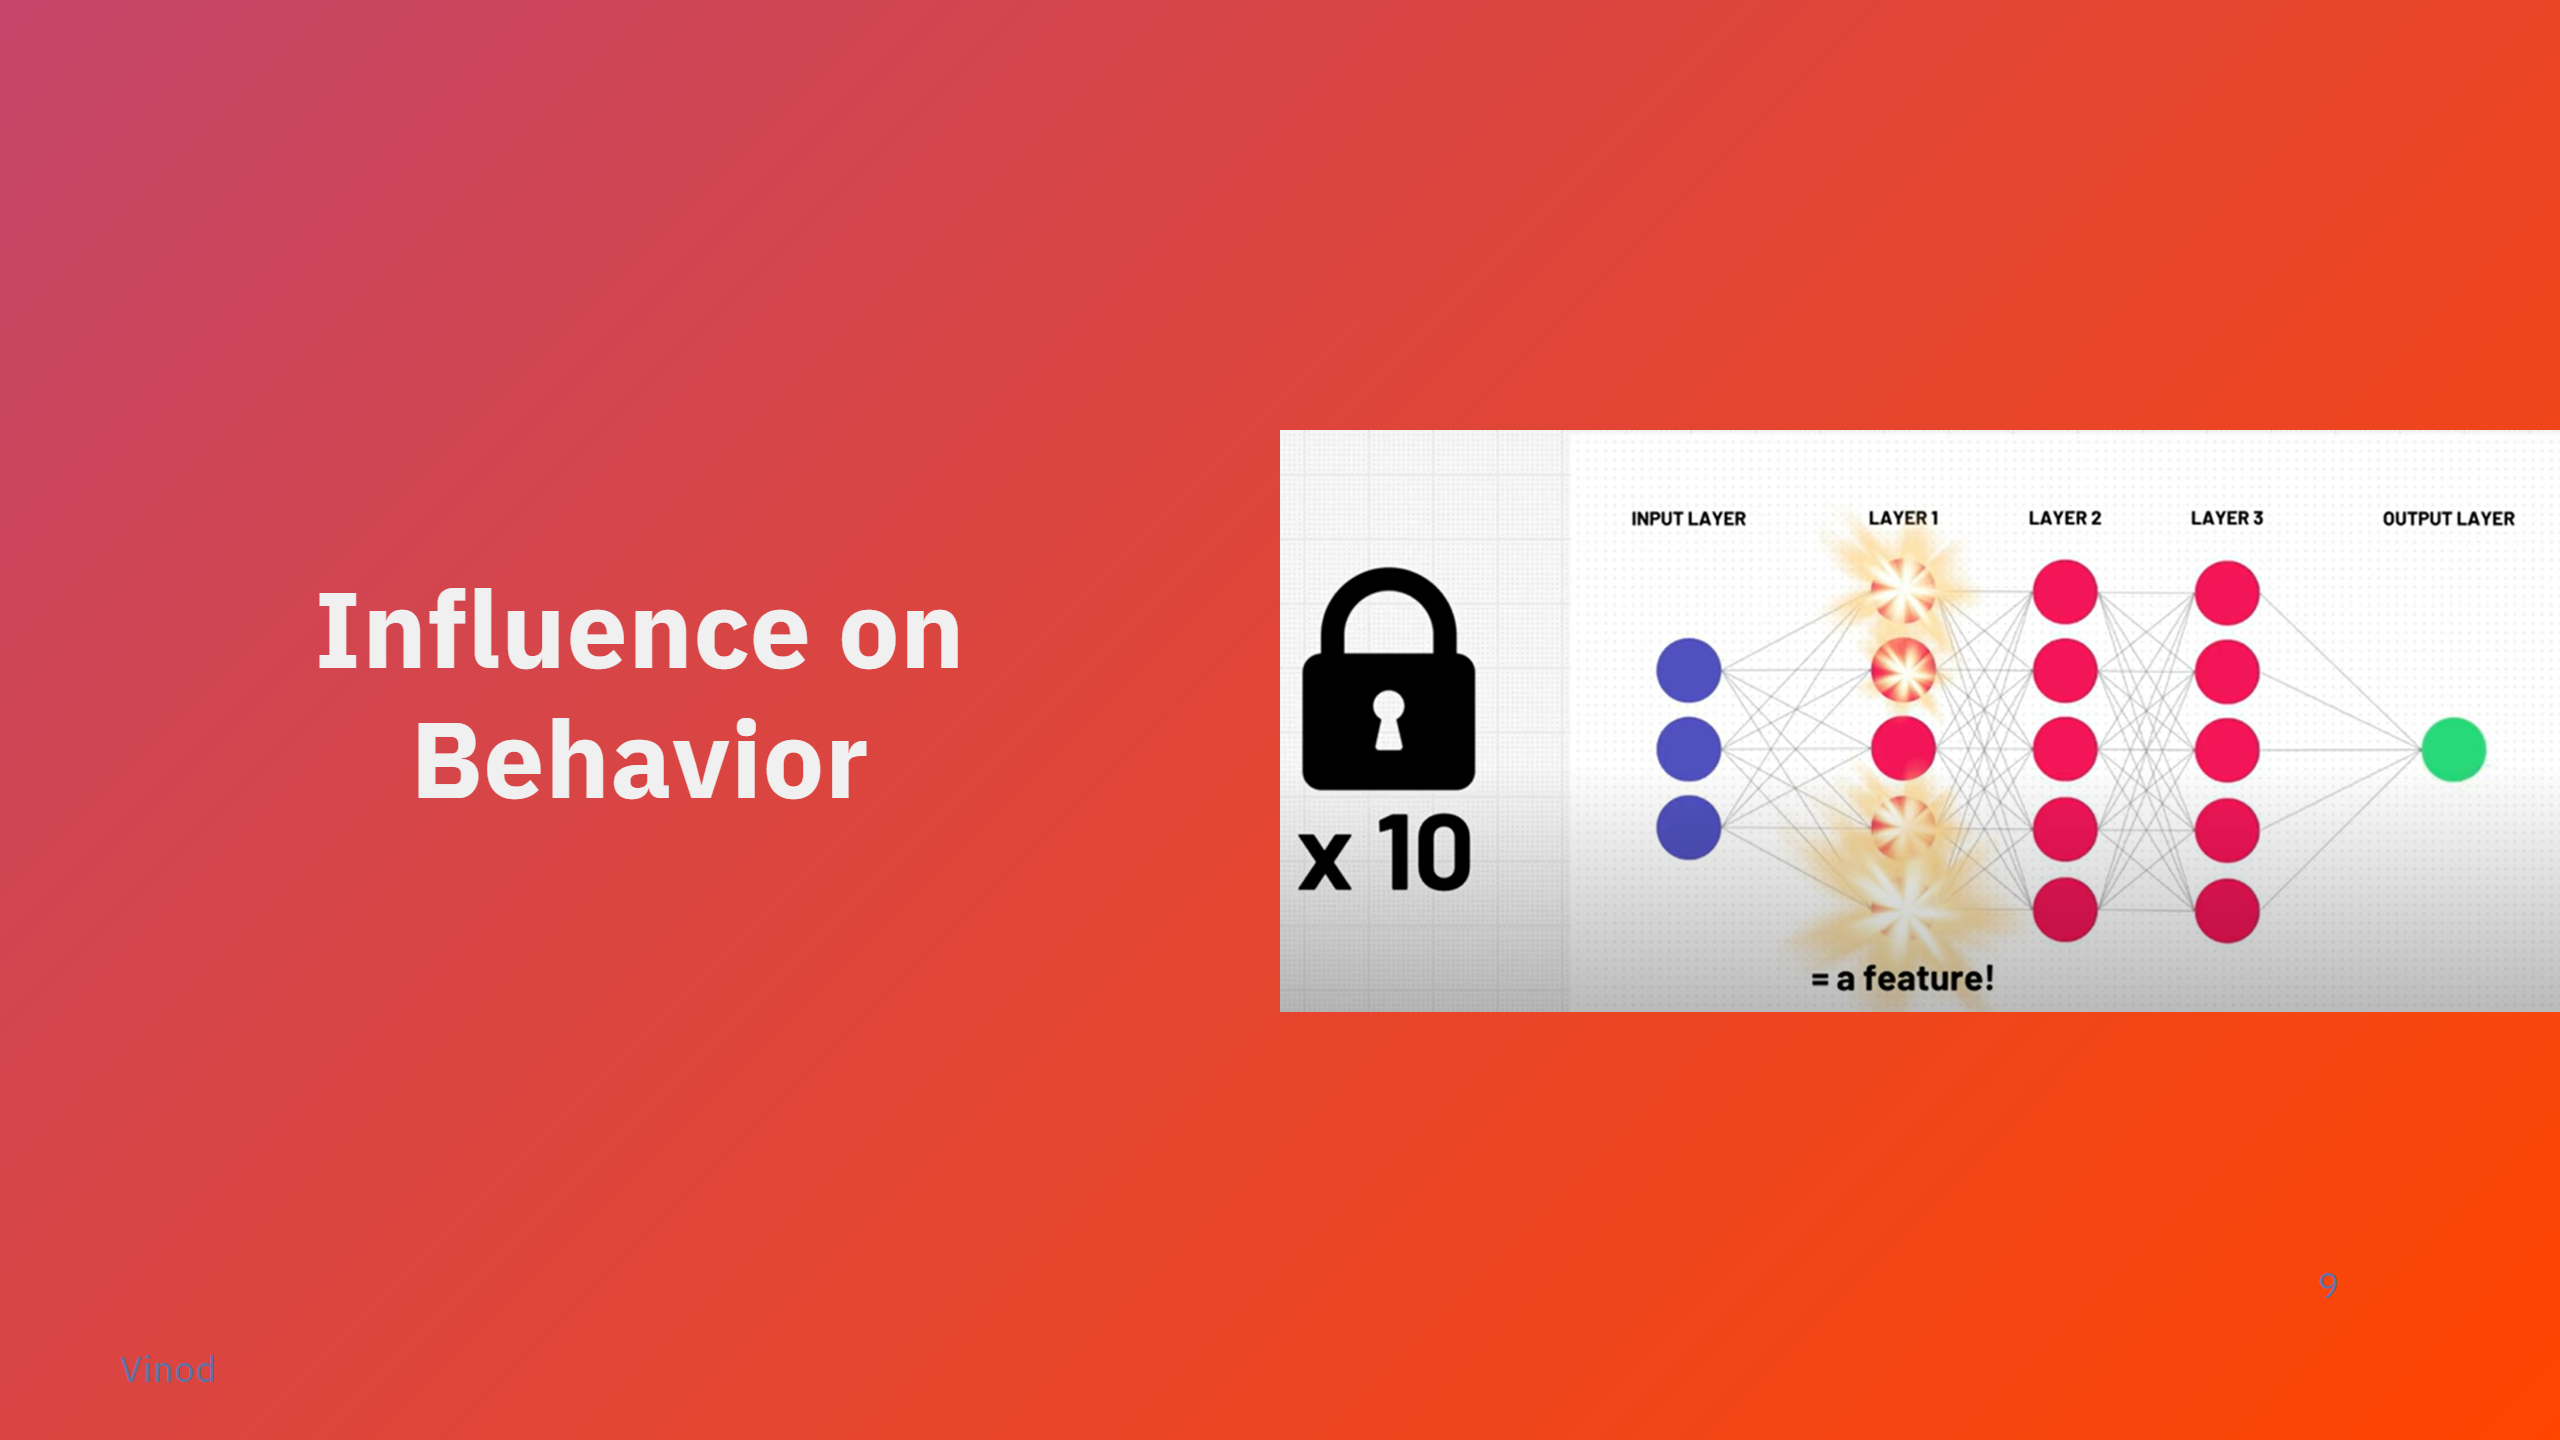 Influence on
Behavior
x 10
INPUT LAYER
LAYER 1
LAYER 2
LAYER 3
OUTPUT LAYER
= a feature!
9
Vinod